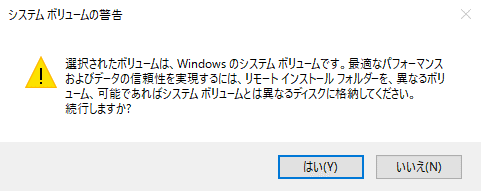 システム ボリュームの警告
選択されたボリュームは、Windows のシステム ボリュームです。最適なパフォーマンス
およびデータの信頼性を実現するには、リモート インストール フォルダーを、異なるボリ
ューム、可能であればシステム ボリュームとは異なるディスクに格納してください。
続行しますか?
はい(Y)
いいえ(N)